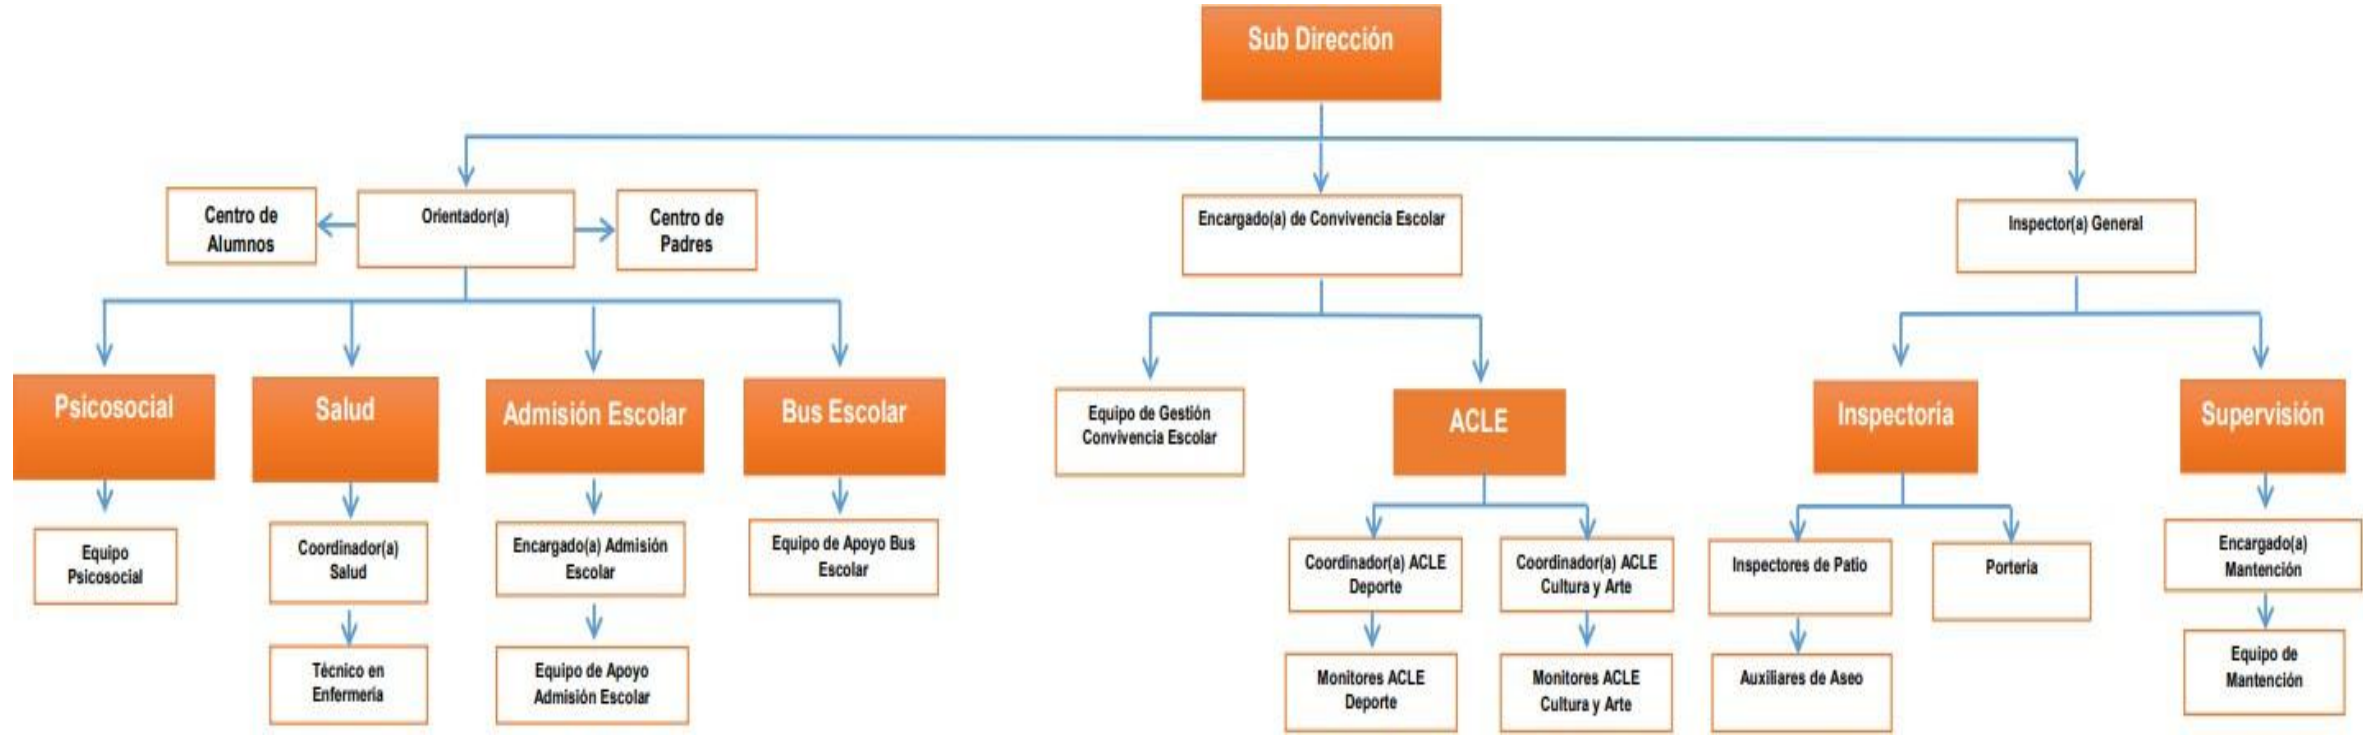 Sub Dirección
Centro de
Alumnos
Orientador(a)
Centro de
Padres
Encargado(a) de Convivencia Escolar
Inspector(a) General
Psicosocial
Salud
Admisión Escolar
Bus Escolar
Equipo de Gestión
Convivencia Escolar
ACLE
Inspectoría
Supervisión
Equipo
Psicosocial
Coordinador(a)
Salud
Encargado(a) Admisión
Escolar
Equipo de Apoyo Bus
Escolar
Coordinador(a) ACLE
Deporte
Coordinador(a) ACLE
Cultura y Arte
Inspectores de Patio
Portería
Encargado(a)
Mantención
Técnico en
Enfermería
Equipo de Apoyo
Admisión Escolar
Monitores ACLE
Deporte
Monitores ACLE
Cultura y Arte
Auxiliares de Aseo
Equipo de
Mantención